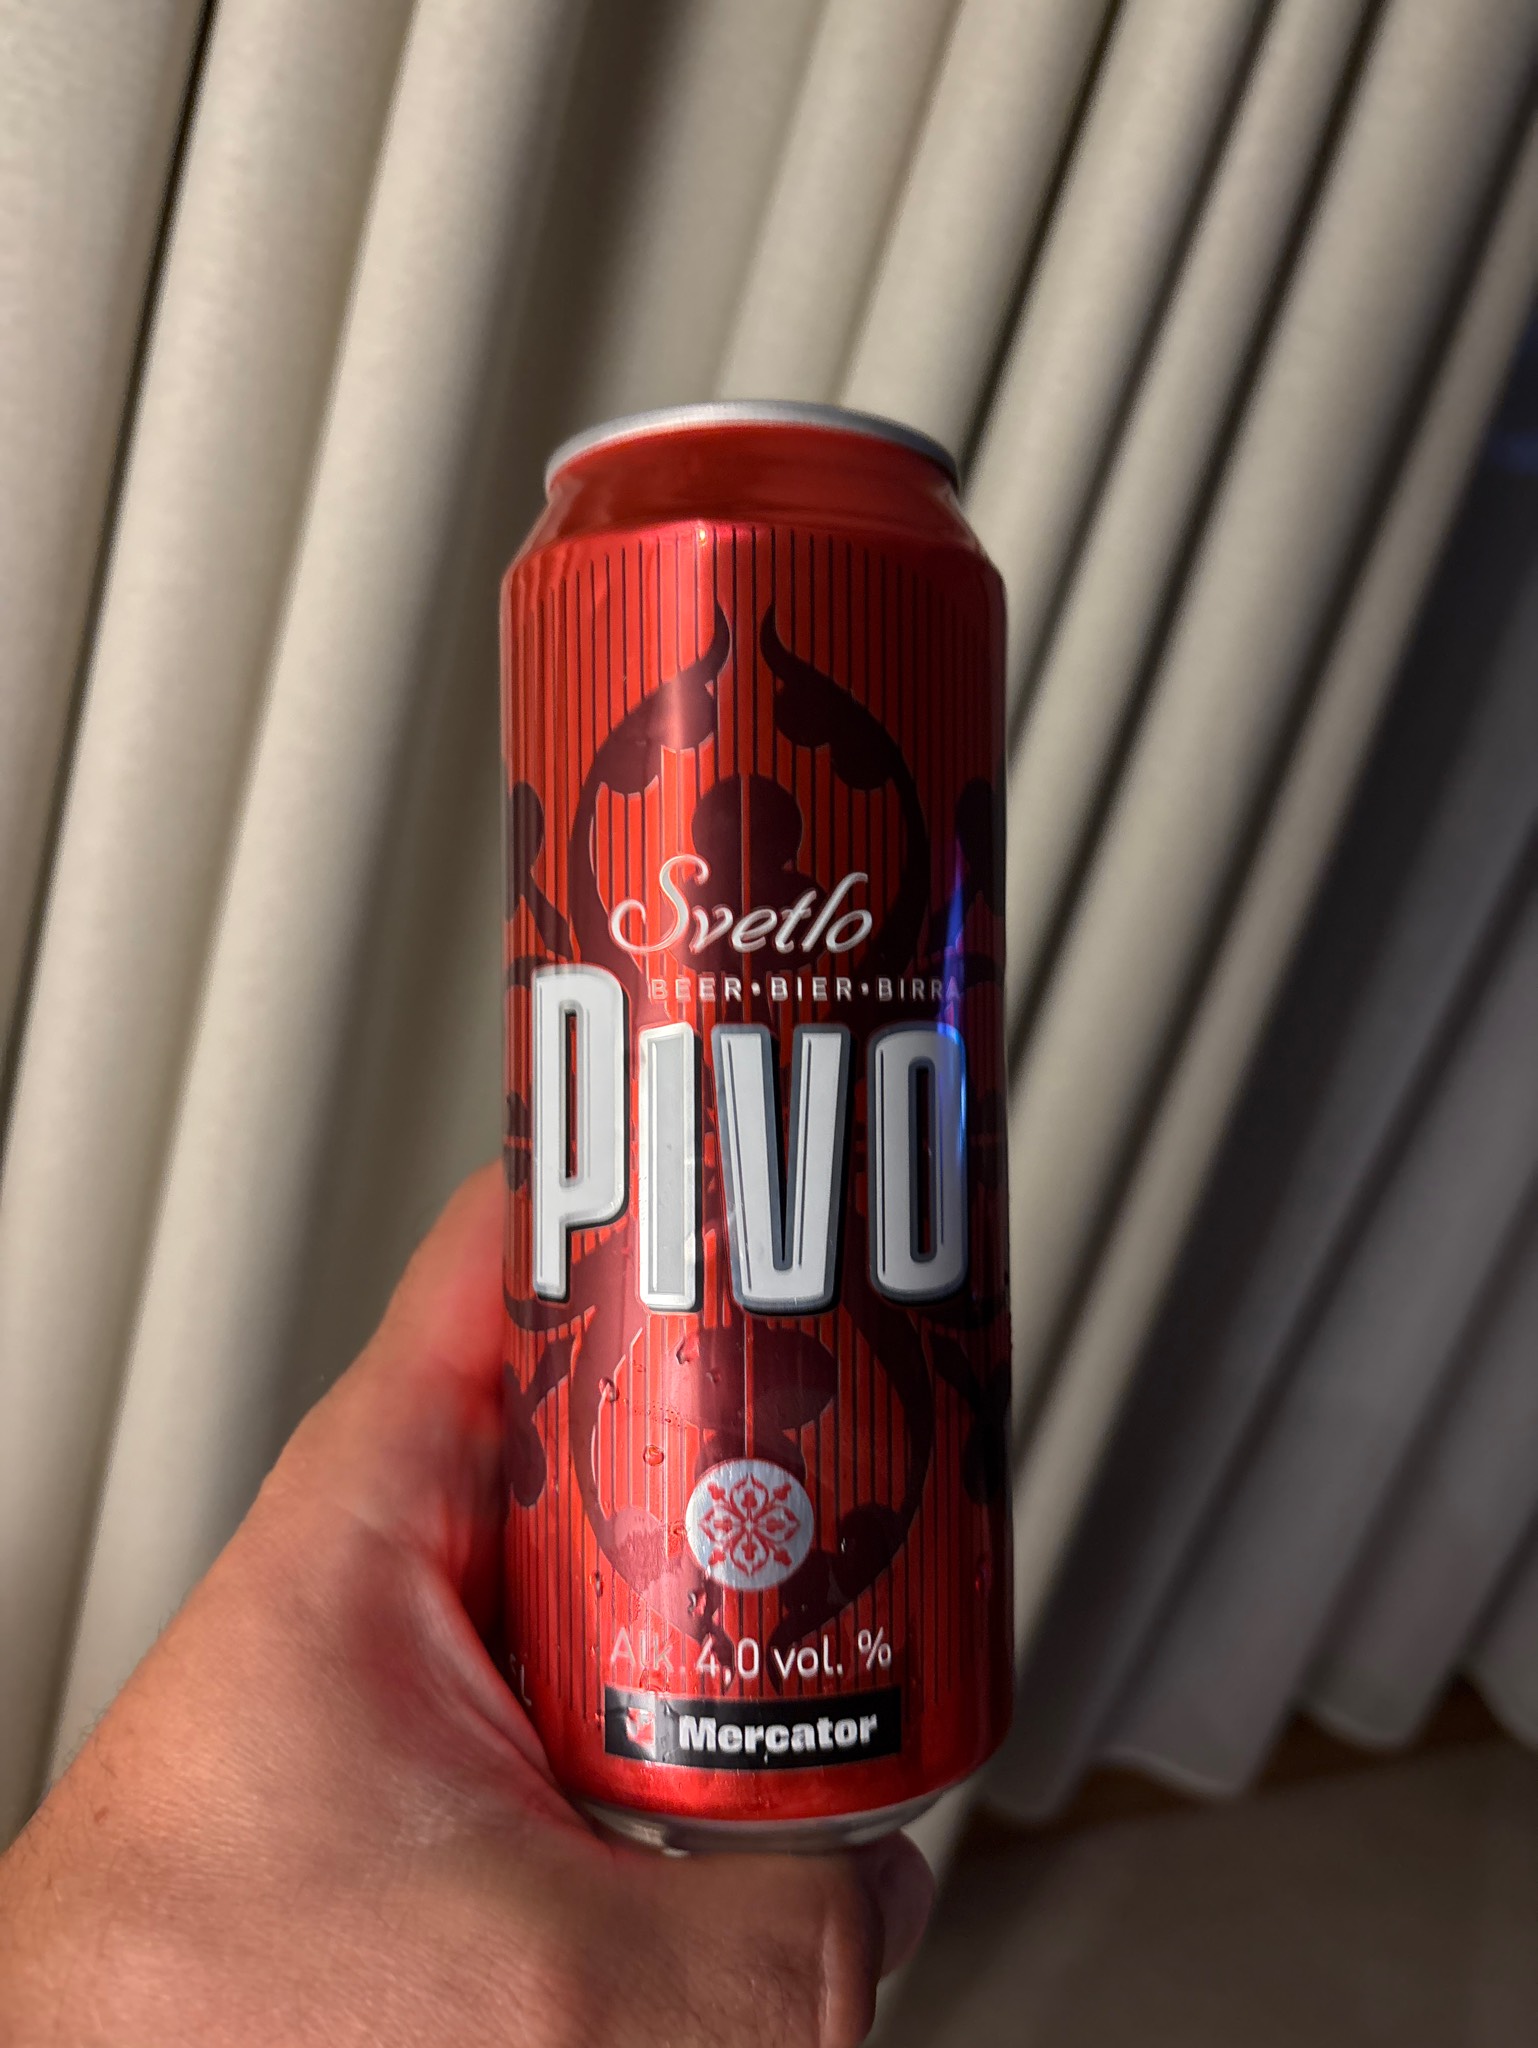 Svetlo
BEER•BIER•BIRRA
PIVO
Alk. 4,0 vol. %
Mercator